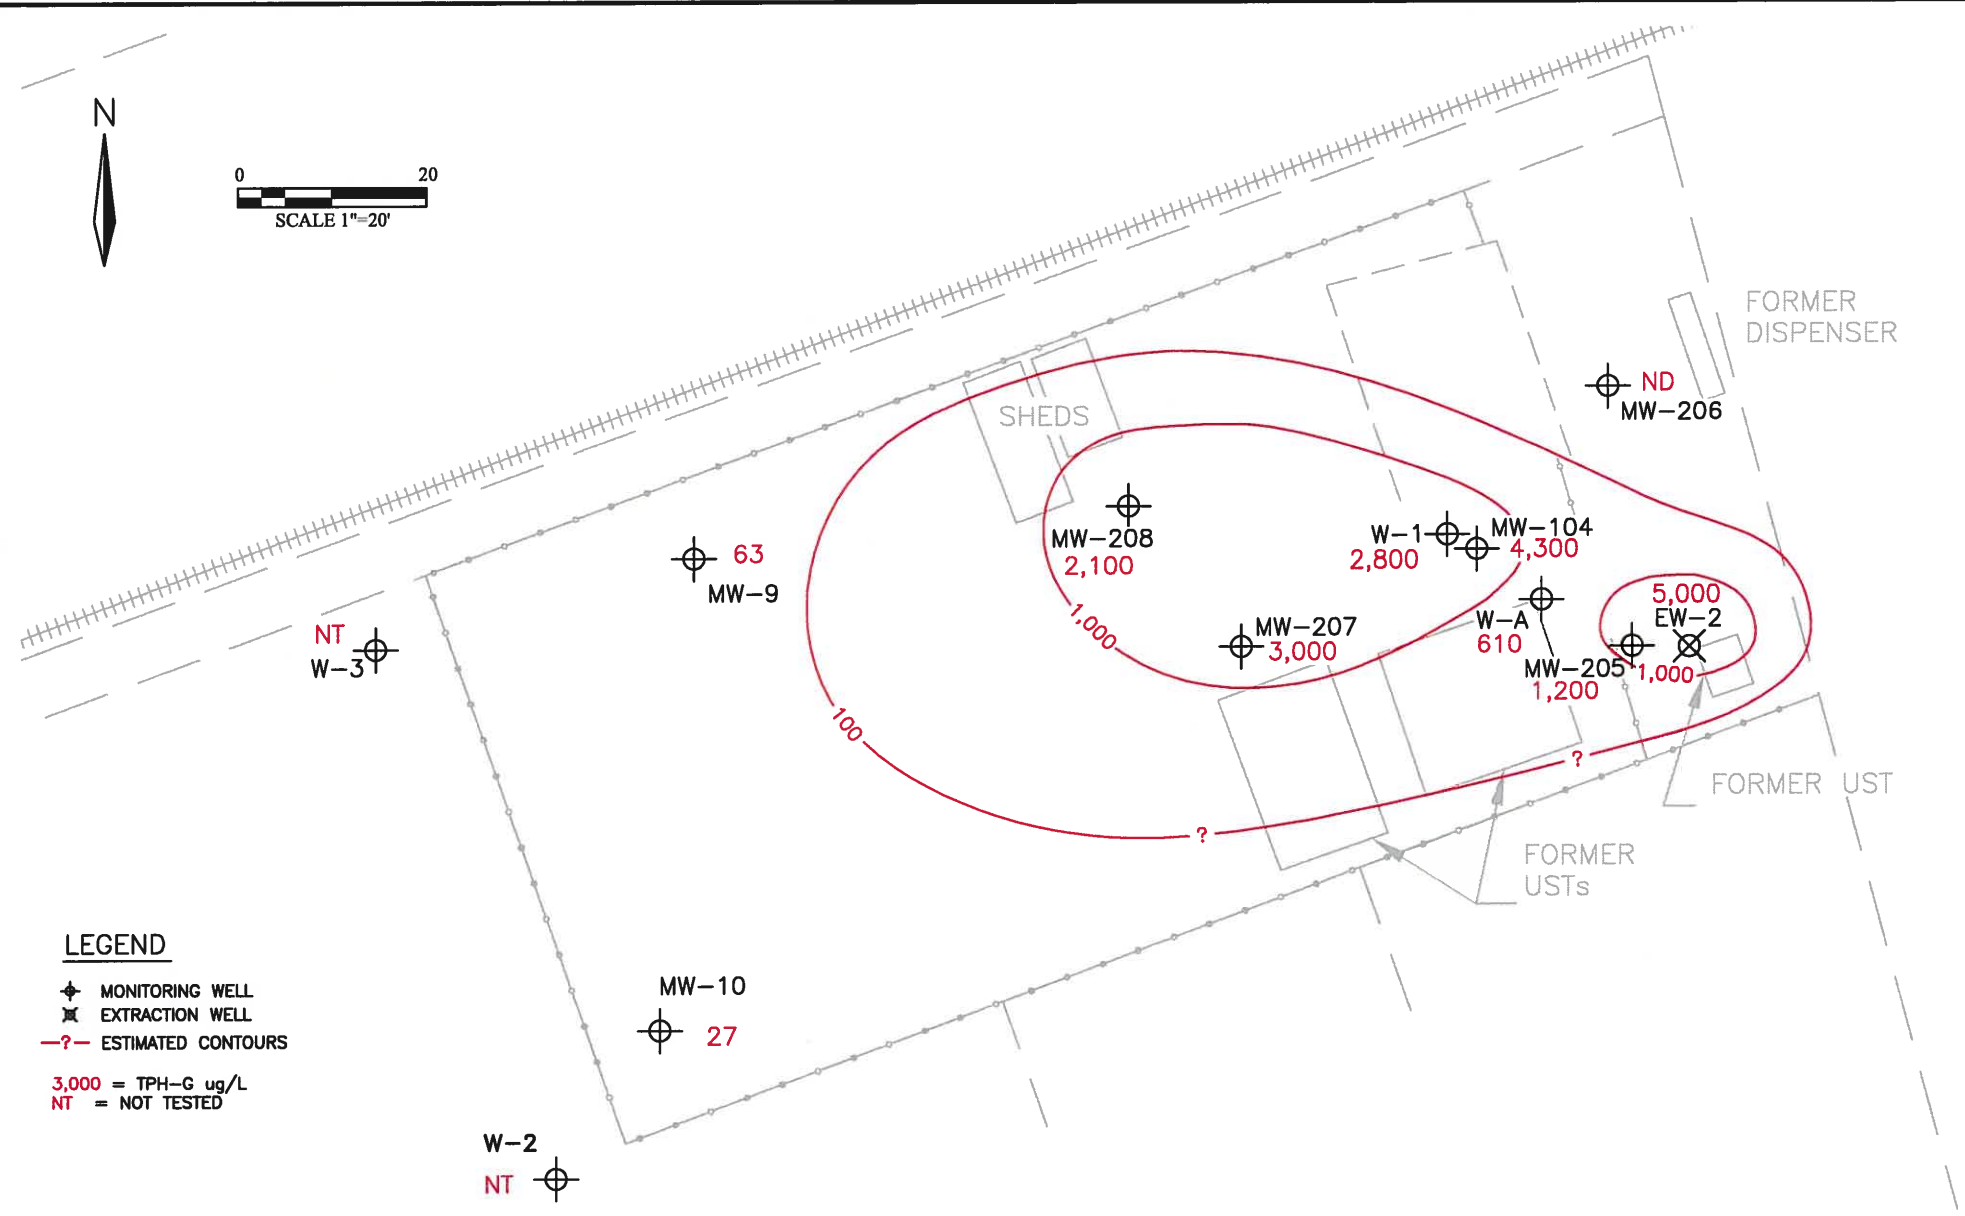 N
0 20
SCALE 1"=20'
FORMER
DISPENSER
ND
MW-206
SHEDS
MW-208
2,100
W-1
2,800
MW-104
4,300
63
MW-9
NT
W-3
1,000
MW-207
3,000
W-A
610
5,000
EW-2
MW-205
1,200
1,000
100
?
?
FORMER UST
FORMER
USTs
LEGEND
MONITORING WELL
EXTRACTION WELL
—?— ESTIMATED CONTOURS
3,000 = TPH-G ug/L
NT = NOT TESTED
MW-10
27
W-2
NT